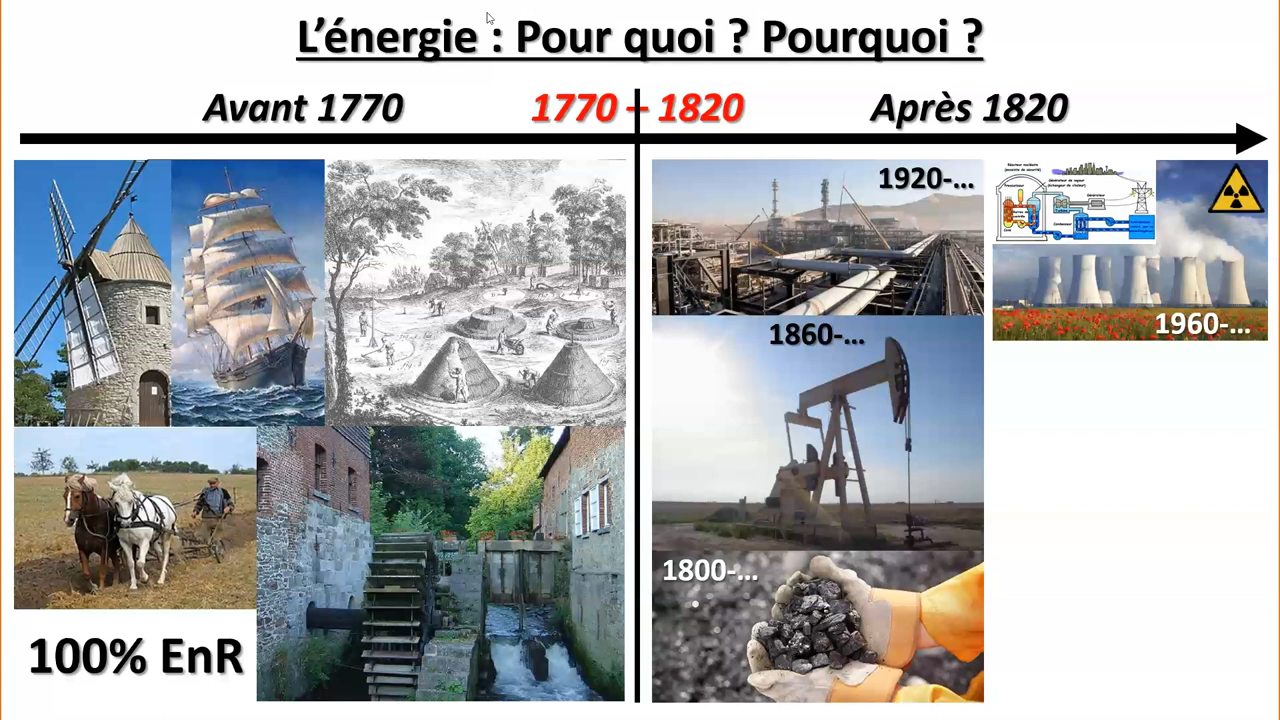 L'énergie : Pour quoi ? Pourquoi ?
Avant 1770
1770 – 1820
Après 1820
1920-...
1860-...
1800-...
1960-...
100% EnR